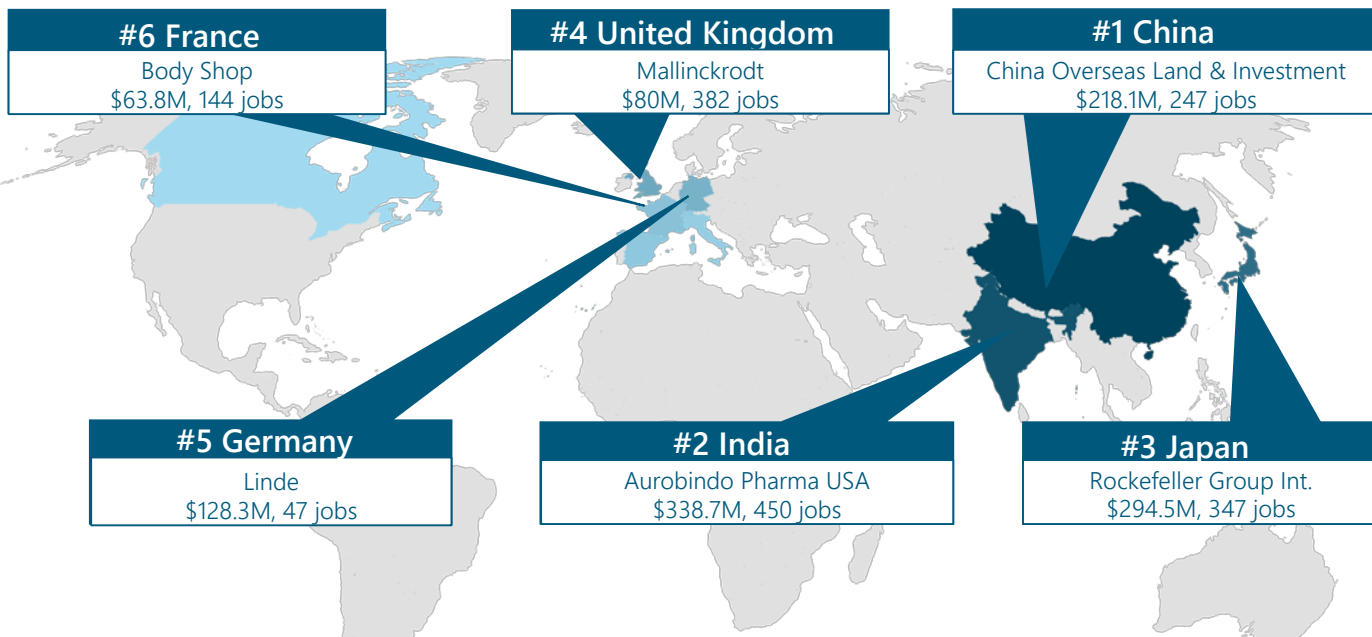 #6 France
Body Shop
$63.8M, 144 jobs
#4 United Kingdom
Mallinckrodt
$80M, 382 jobs
#1 China
China Overseas Land & Investment
$218.1M, 247 jobs
#5 Germany
Linde
$128.3M, 47 jobs
#2 India
Aurobindo Pharma USA
$338.7M, 450 jobs
#3 Japan
Rockefeller Group Int.
$294.5M, 347 jobs